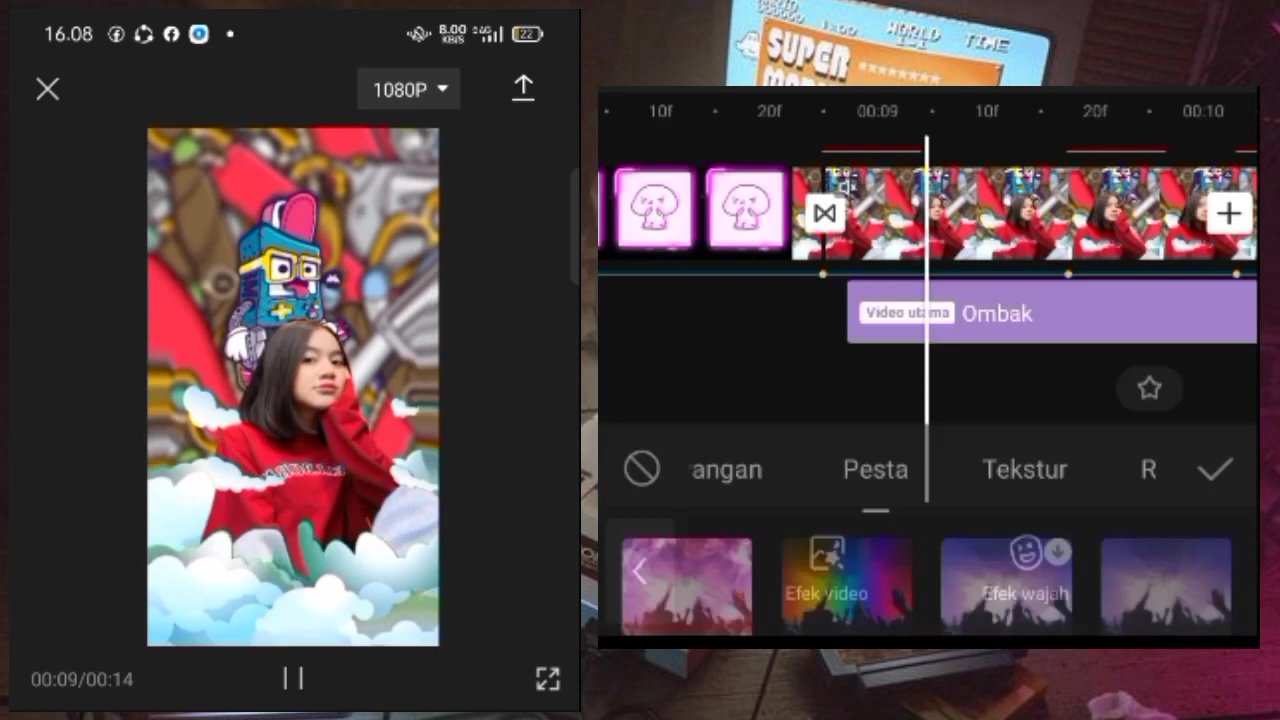 16.08
8.00
KB/S
22
1080P
00:09/00:14
WORLD
TIME
SUPER
10f
20f
00:09
10f
20f
00:10
Video utama
Ombak
angan
Pesta
Tekstur
R
Efek video
Efek wajah